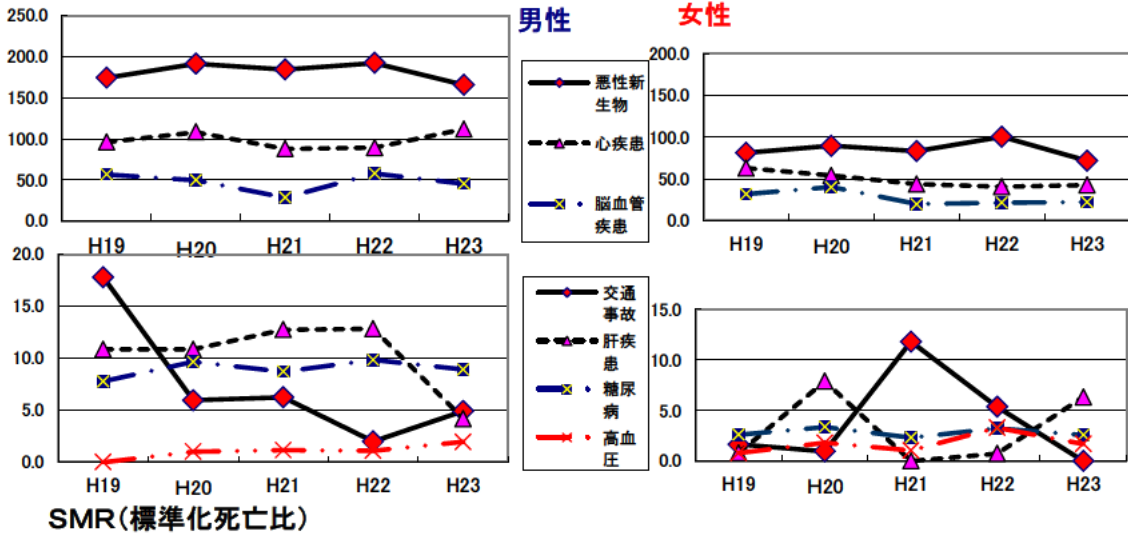 男性
女性
250.0
200.0
150.0
100.0
50.0
0.0
H19
H20
H21
H22
H23
悪性新
生物
心疾患
脳血管
疾患
200.0
150.0
100.0
50.0
0.0
H19
H20
H21
H22
H23
20.0
15.0
10.0
5.0
0.0
H19
H20
H21
H22
H23
交通
事故
肝疾
患
糖尿
病
高血
圧
15.0
10.0
5.0
0.0
H19
H20
H21
H22
H23
SMR(標準化死亡比)